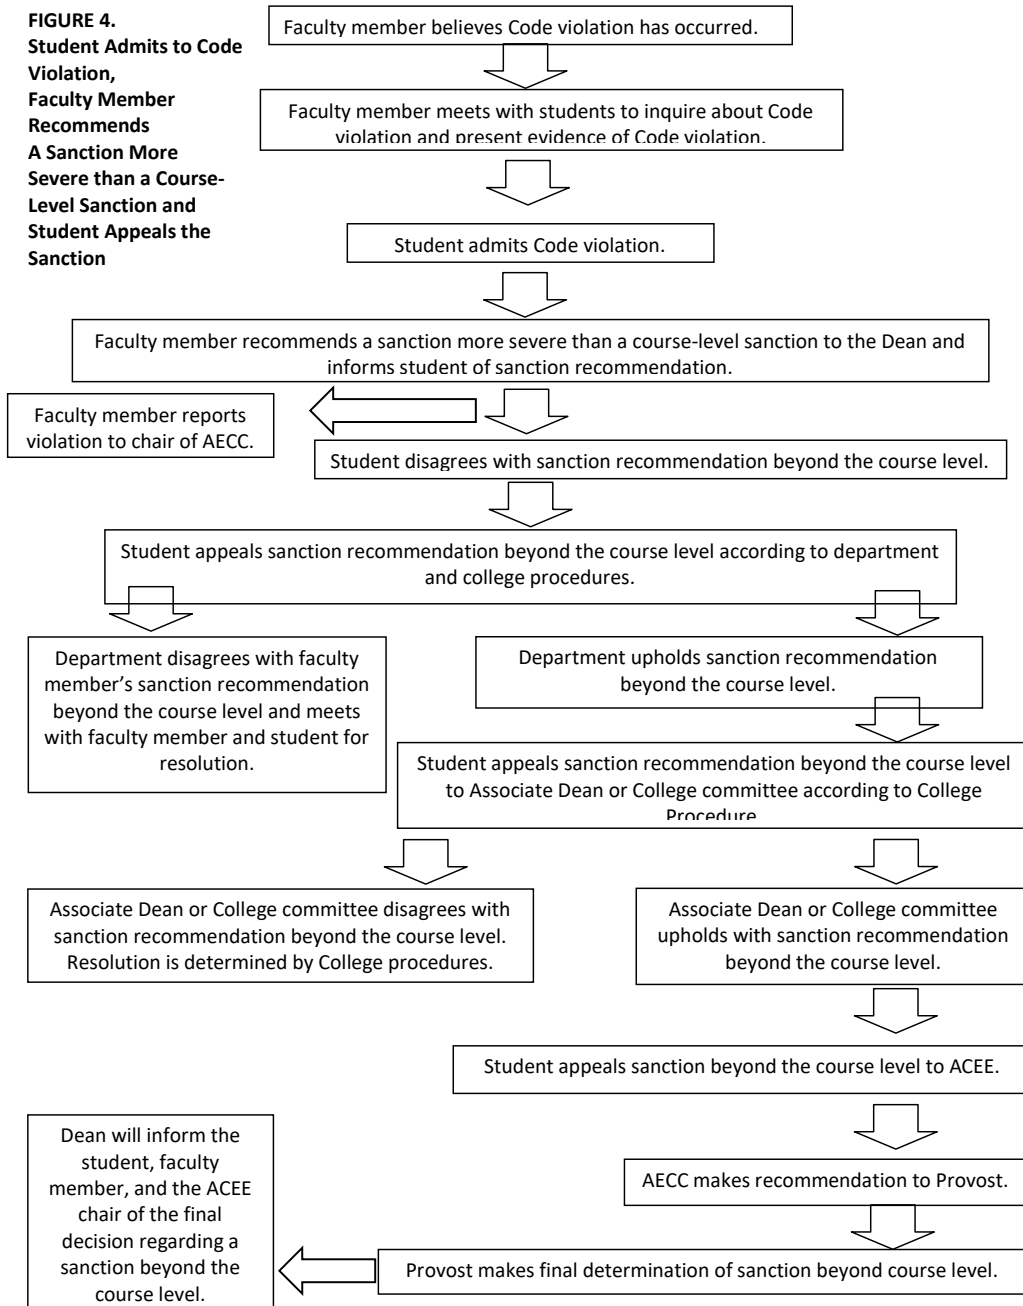 FIGURE 4.
Student Admits to Code
Violation,
Faculty Member
Recommends
A Sanction More
Severe than a Course-
Level Sanction and
Student Appeals the
Sanction
Faculty member believes Code violation has occurred.
Faculty member meets with students to inquire about Code
violation and present evidence of Code violation.
Student admits Code violation.
Faculty member recommends a sanction more severe than a course-level sanction to the Dean and
informs student of sanction recommendation.
Faculty member reports
violation to chair of AECC.
Student disagrees with sanction recommendation beyond the course level.
Student appeals sanction recommendation beyond the course level according to department
and college procedures.
Department disagrees with faculty
member’s sanction recommendation
beyond the course level and meets
with faculty member and student for
resolution.
Department upholds sanction recommendation
beyond the course level.
Student appeals sanction recommendation beyond the course level
to Associate Dean or College committee according to College
Procedure
Associate Dean or College committee disagrees with
sanction recommendation beyond the course level.
Resolution is determined by College procedures.
Associate Dean or College committee
upholds with sanction recommendation
beyond the course level.
Student appeals sanction beyond the course level to ACEE.
AECC makes recommendation to Provost.
Provost makes final determination of sanction beyond course level.
Dean will inform the
student, faculty
member, and the ACEE
chair of the final
decision regarding a
sanction beyond the
course level.